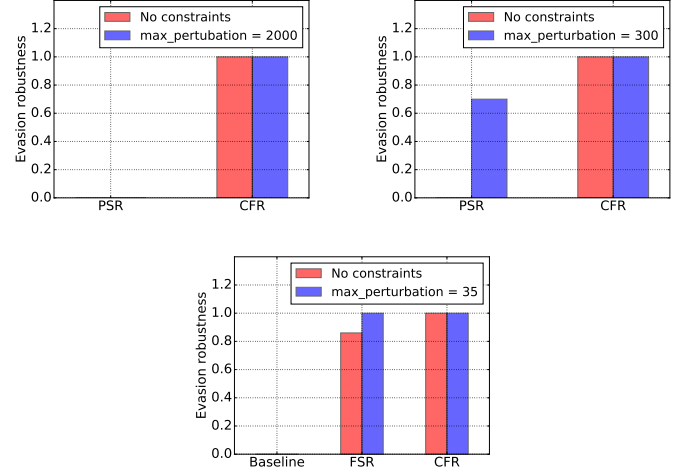 No constraints
max_perturbation = 2000
Evasion robustness
1.2
1.0
0.8
0.6
0.4
0.2
0.0
PSR
CFR
No constraints
max_perturbation = 300
Evasion robustness
1.2
1.0
0.8
0.6
0.4
0.2
0.0
PSR
CFR
No constraints
max_perturbation = 35
Evasion robustness
1.2
1.0
0.8
0.6
0.4
0.2
0.0
Baseline
FSR
CFR